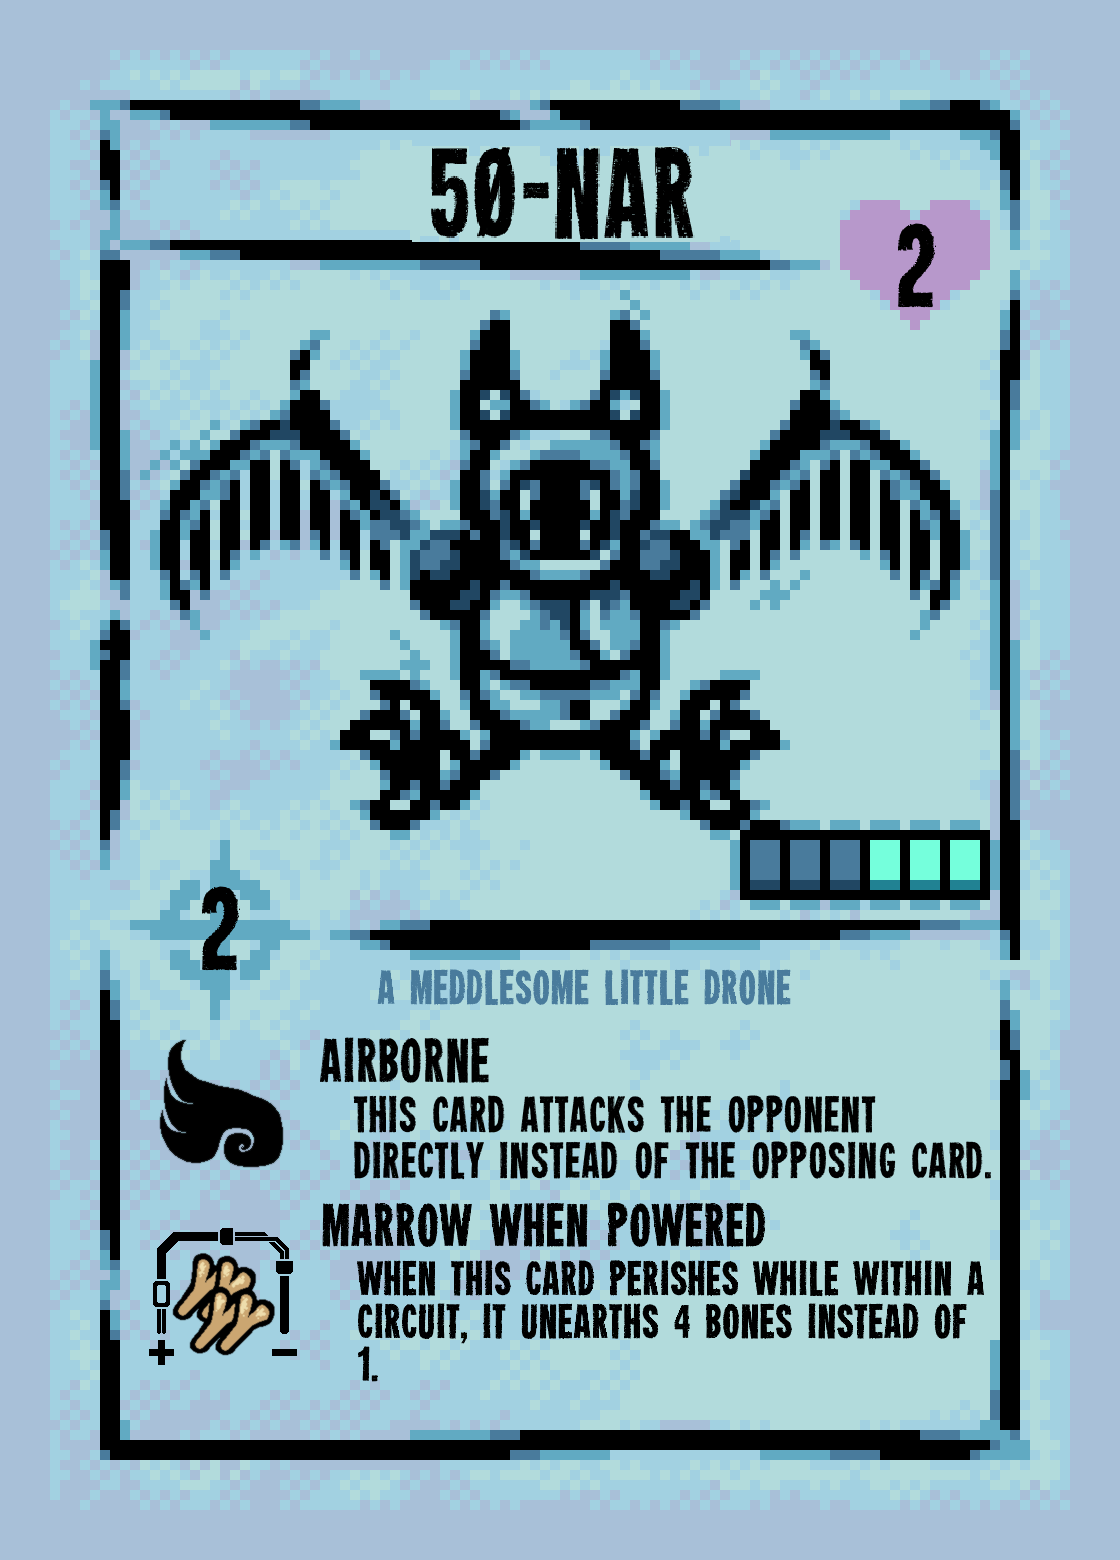 50-NAR
2
2
A MEDDLESOME LITTLE DRONE
AIRBORNE
THIS CARD ATTACKS THE OPPONENT
DIRECTLY INSTEAD OF THE OPPOSING CARD.
MARROW WHEN POWERED
WHEN THIS CARD PERISHES WHILE WITHIN A
CIRCUIT, IT UNEARTHS 4 BONES INSTEAD OF
1.